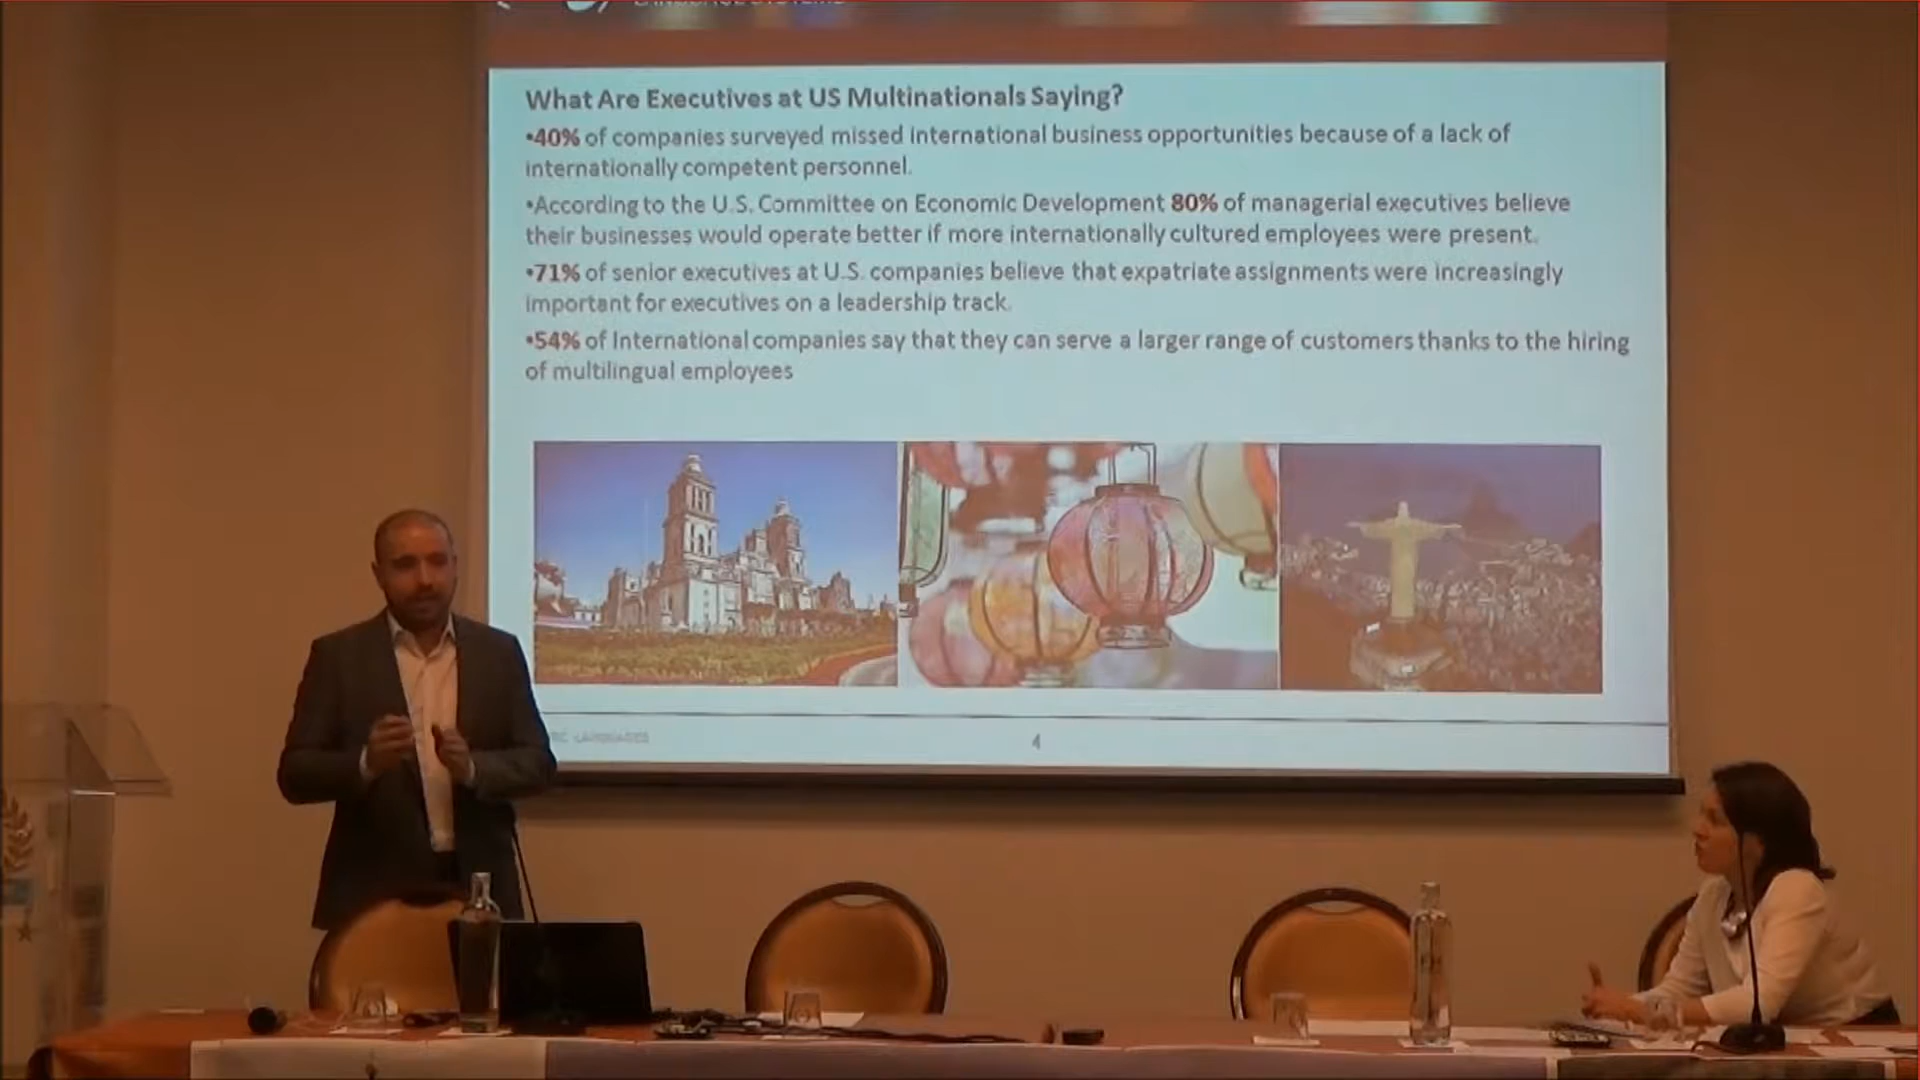 LANGUAGE SYSTEMS
What Are Executives at US Multinationals Saying?
•40% of companies surveyed missed international business opportunities because of a lack of
internationally competent personnel.
•According to the U.S. Committee on Economic Development 80% of managerial executives believe
their businesses would operate better if more internationally cultured employees were present.
•71% of senior executives at U.S. companies believe that expatriate assignments were increasingly
important for executives on a leadership track.
•54% of International companies say that they can serve a larger range of customers thanks to the hiring
of multilingual employees
LANGUAGES
4